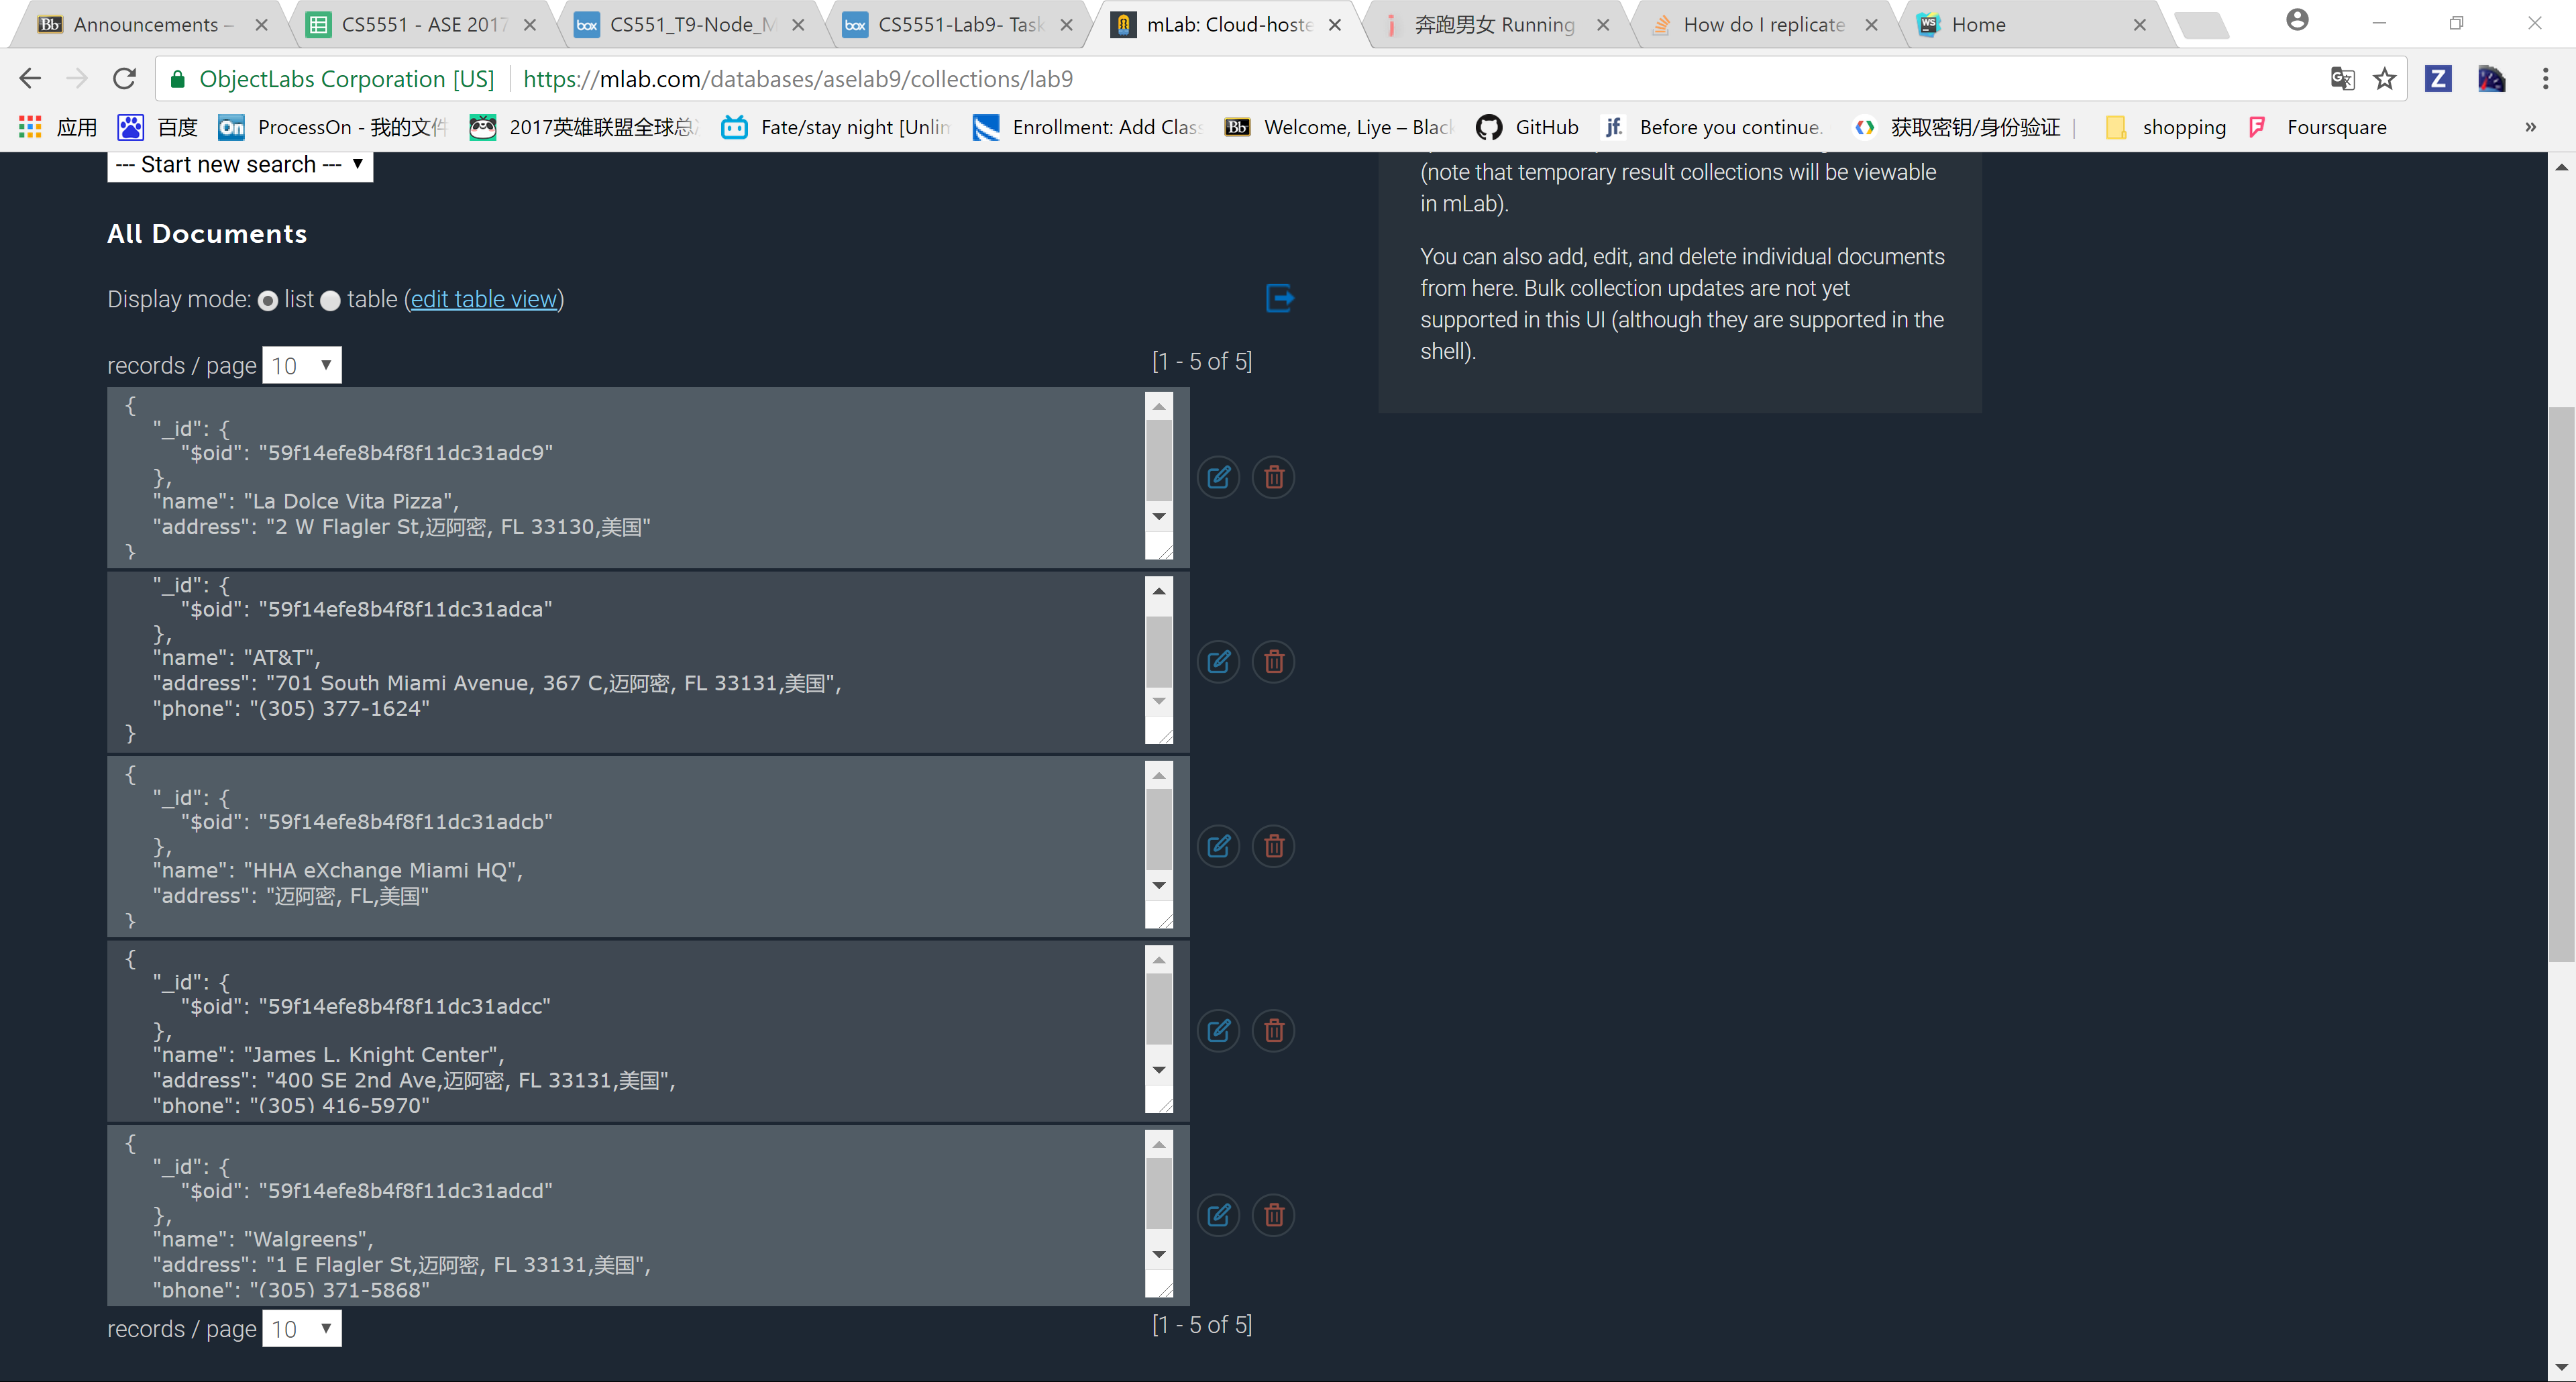 Announcements –
CS5551 - ASE 2017
CS551_T9-Node_M
CS5551-Lab9- Task
mLab: Cloud-hoste
奔跑男女 Running
How do I replicate
Home
ObjectLabs Corporation [US] | https://mlab.com/databases/aselab9/collections/lab9
应用
百度
ProcessOn - 我的文件
2017英雄联盟全球总
Fate/stay night [Unlin
Enrollment: Add Class
Welcome, Liye – Blac
GitHub
Before you continue.
获取密钥/身份验证 |
shopping
Foursquare
»
--- Start new search ---
(note that temporary result collections will be viewable
in mLab).
You can also add, edit, and delete individual documents
from here. Bulk collection updates are not yet
supported in this UI (although they are supported in the
shell).
All Documents
Display mode: list table (edit table view)
records / page 10
[1 - 5 of 5]
{
"_id": {
"$oid": "59f14efe8b4f8f11dc31adc9"
},
"name": "La Dolce Vita Pizza",
"address": "2 W Flagler St,迈阿密, FL 33130,美国"
}
"_id": {
"$oid": "59f14efe8b4f8f11dc31adca"
},
"name": "AT&T",
"address": "701 South Miami Avenue, 367 C,迈阿密, FL 33131,美国",
"phone": "(305) 377-1624"
}
{
"_id": {
"$oid": "59f14efe8b4f8f11dc31adcb"
},
"name": "HHA eXchange Miami HQ",
"address": "迈阿密, FL,美国"
}
{
"_id": {
"$oid": "59f14efe8b4f8f11dc31adcc"
},
"name": "James L. Knight Center",
"address": "400 SE 2nd Ave,迈阿密, FL 33131,美国",
"phone": "(305) 416-5970"
{
"_id": {
"$oid": "59f14efe8b4f8f11dc31adcd"
},
"name": "Walgreens",
"address": "1 E Flagler St,迈阿密, FL 33131,美国",
"phone": "(305) 371-5868"
records / page 10
[1 - 5 of 5]